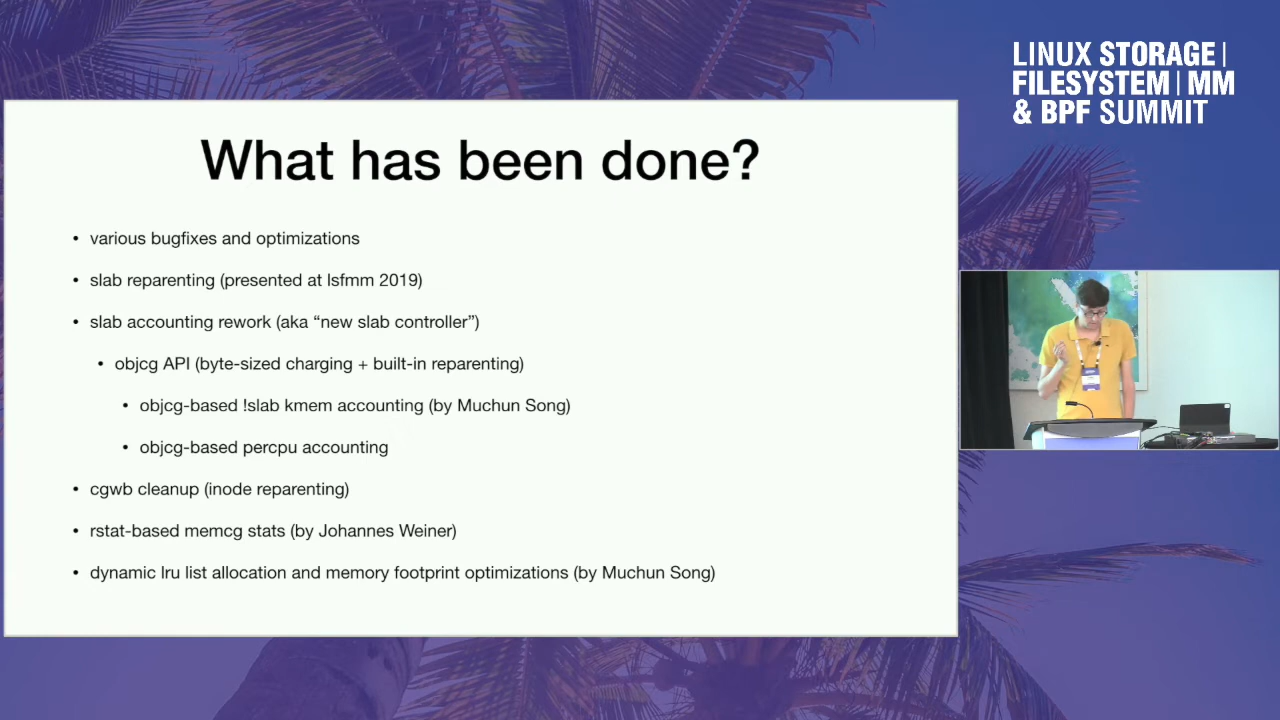 LINUX STORAGE |
FILESYSTEM | MM
& BPF SUMMIT
What has been done?
• various bugfixes and optimizations
• slab reparenting (presented at lsfmm 2019)
• slab accounting rework (aka “new slab controller”)
• objcg API (byte-sized charging + built-in reparenting)
• objcg-based !slab kmem accounting (by Muchun Song)
• objcg-based percpu accounting
• cgwb cleanup (inode reparenting)
• rstat-based memcg stats (by Johannes Weiner)
• dynamic lru list allocation and memory footprint optimizations (by Muchun Song)